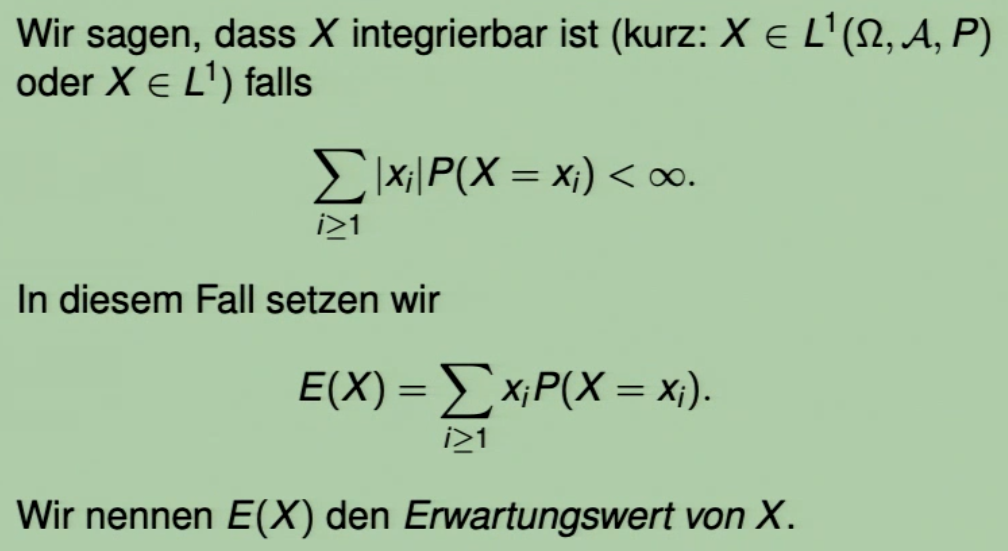 Wir sagen, dass X integrierbar ist (kurz: X ∈ L¹(Ω, 𝒜, P)
oder X ∈ L¹) falls
∑_{i≥1} |x_i|P(X = x_i) < ∞.
In diesem Fall setzen wir
E(X) = ∑_{i≥1} x_i P(X = x_i).
Wir nennen E(X) den Erwartungswert von X.